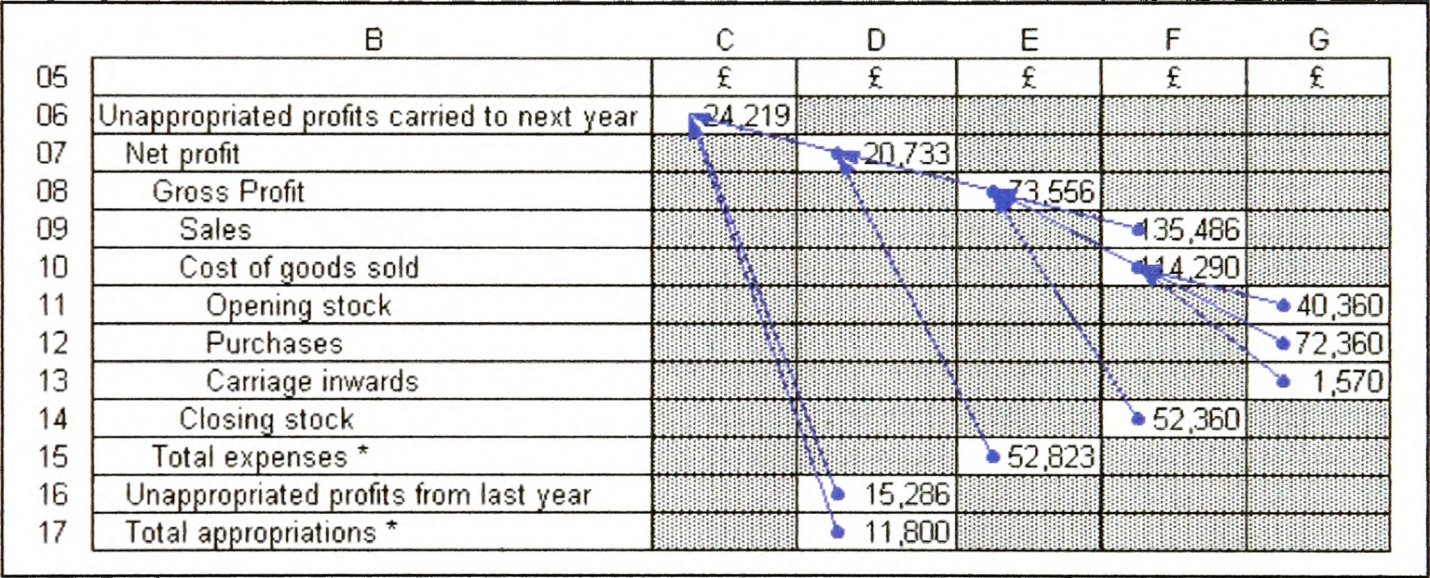 B C D E F G
05 £ £ £ £ £
06 Unappropriated profits carried to next year 24,219
07 Net profit 20,733
08 Gross Profit 73,556
09 Sales 135,486
10 Cost of goods sold 114,290
11 Opening stock 40,360
12 Purchases 72,360
13 Carriage inwards 1,570
14 Closing stock 52,360
15 Total expenses * 52,823
16 Unappropriated profits from last year 15,286
17 Total appropriations * 11,800